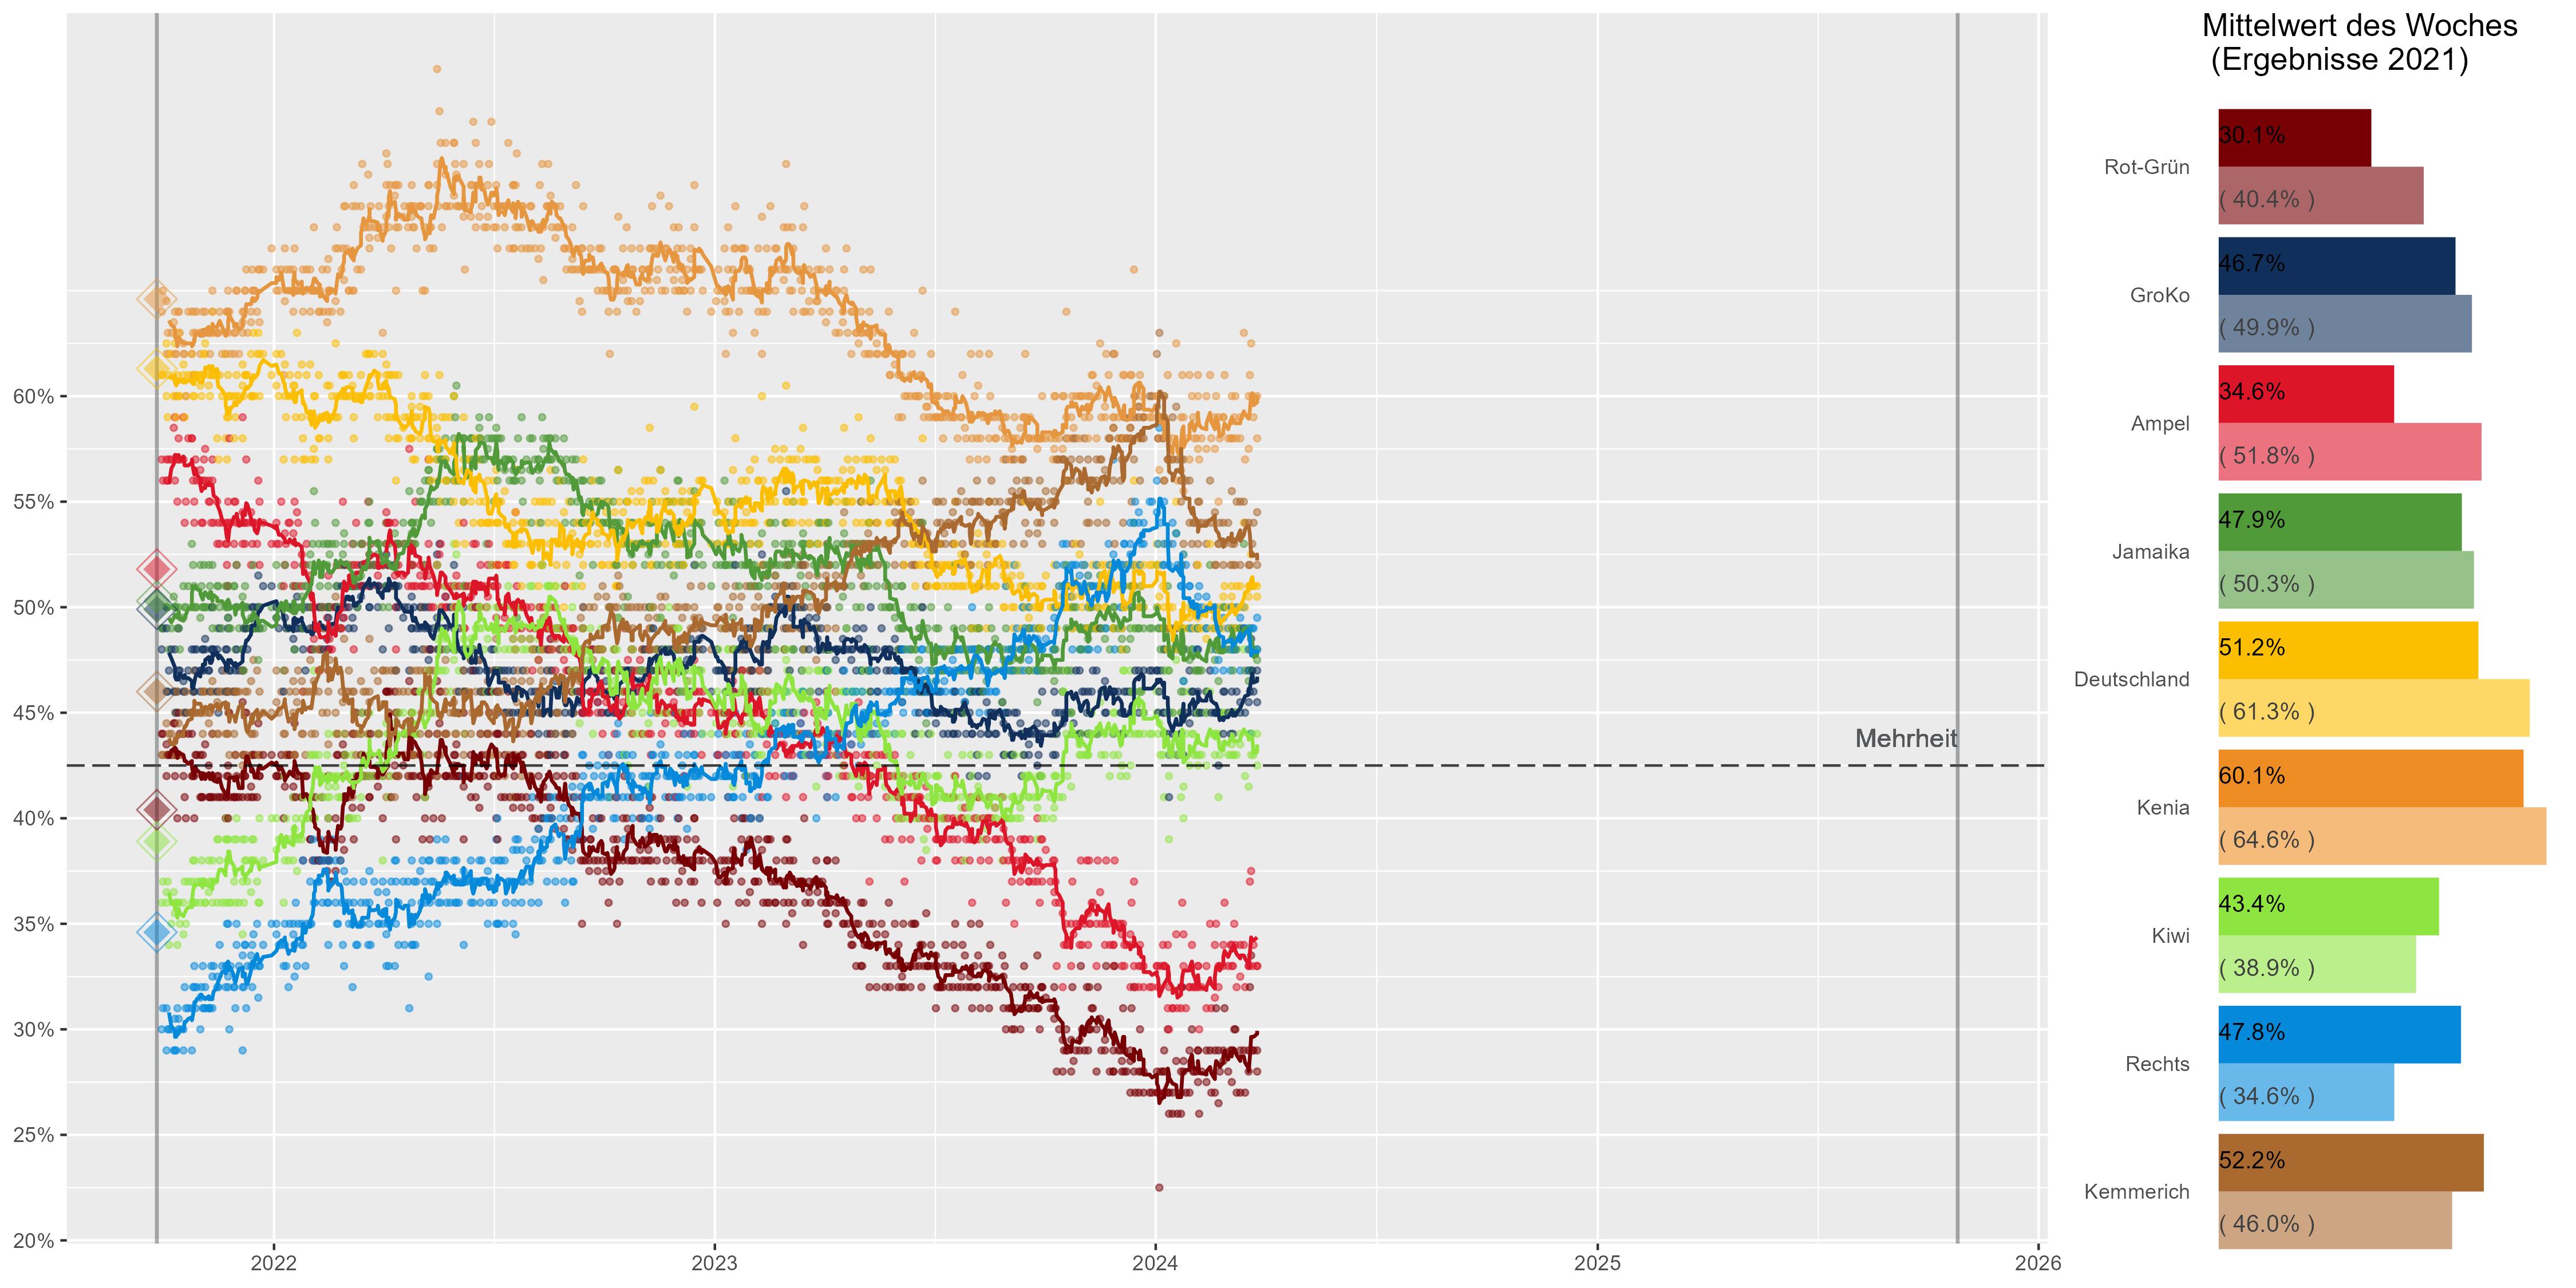 60%
55%
50%
45%
40%
35%
30%
25%
20%
2022
2023
2024
2025
2026
Mehrheit
Mittelwert des Woches
(Ergebnisse 2021)
Rot-Grün
30.1%
( 40.4% )
GroKo
46.7%
( 49.9% )
Ampel
34.6%
( 51.8% )
Jamaika
47.9%
( 50.3% )
Deutschland
51.2%
( 61.3% )
Kenia
60.1%
( 64.6% )
Kiwi
43.4%
( 38.9% )
Rechts
47.8%
( 34.6% )
Kemmerich
52.2%
( 46.0% )